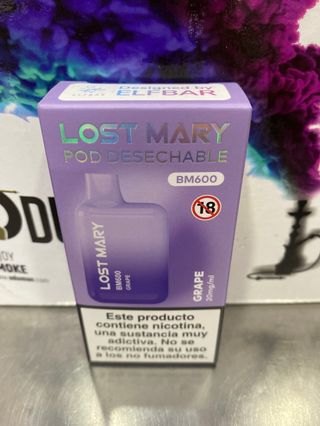 Designed by
ELFBAR
LOST MARY
POD DESECHABLE
BM600
18
LOST MARY
BM600
GRAPE
GRAPE
20mg/ml
Este producto
contiene nicotina,
una sustancia muy
adictiva. No se
recomienda su uso
a los no fumadores.